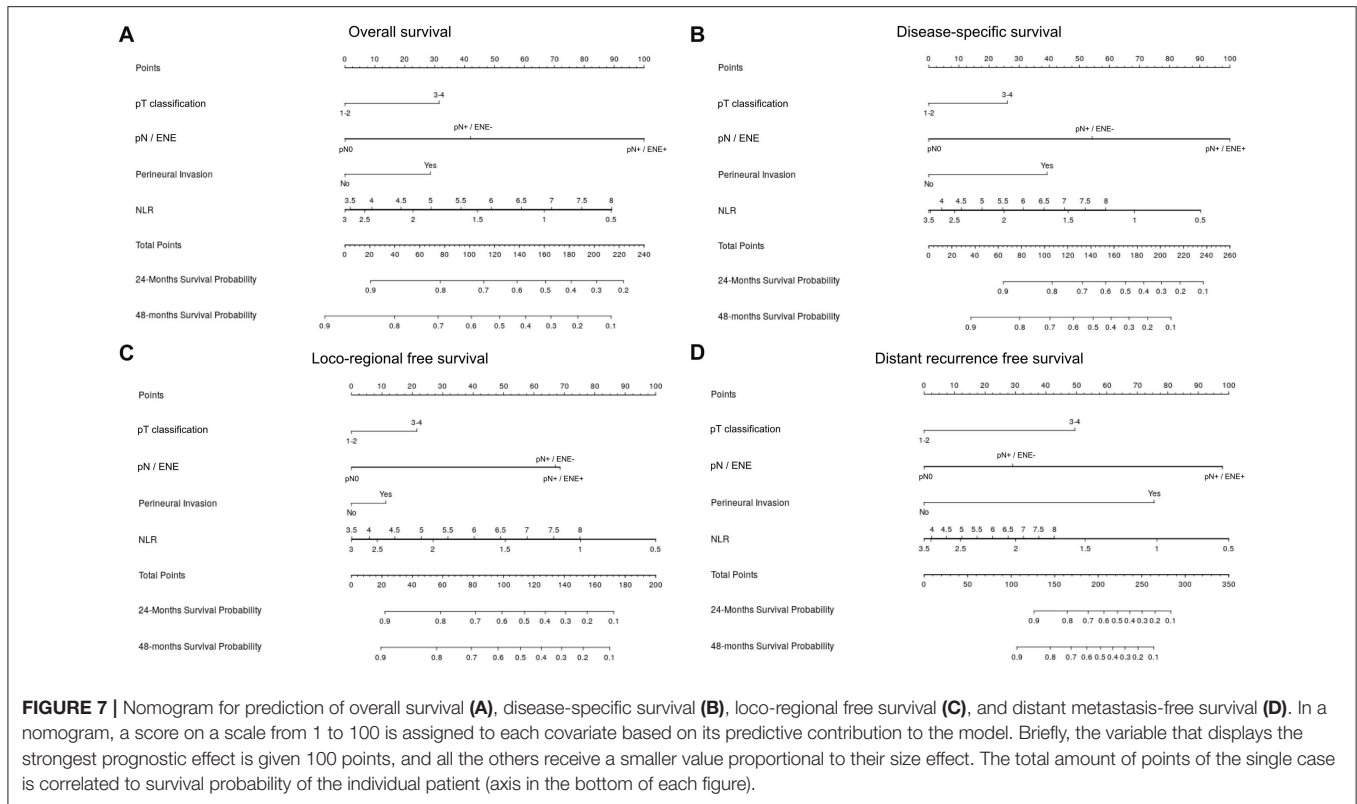 A
Overall survival
0 10 20 30 40 50 60 70 80 90 100
Points
3-4
pT classification
1-2
pN+ / ENE-
pN / ENE
pN0 pN+ / ENE+
Yes
Perineural Invasion
No
3.5 4 4.5 5 5.5 6 6.5 7 7.5 8
NLR
3 2.5 2 1.5 1 0.5
Total Points
0 20 40 60 80 100 120 140 160 180 200 220 240
24-Months Survival Probability
0.9 0.8 0.7 0.6 0.5 0.4 0.3 0.2
48-months Survival Probability
0.9 0.8 0.7 0.6 0.5 0.4 0.3 0.2 0.1
B
Disease-specific survival
0 10 20 30 40 50 60 70 80 90 100
Points
3-4
pT classification
1-2
pN+ / ENE-
pN / ENE
pN0 pN+ / ENE+
Yes
Perineural Invasion
No
4 4.5 5 5.5 6 6.5 7 7.5 8
NLR
3.5 2.5 2 1.5 1 0.5
Total Points
0 20 40 60 80 100 120 140 160 180 200 220 240 260
24-Months Survival Probability
0.9 0.8 0.7 0.6 0.5 0.4 0.3 0.2 0.1
48-months Survival Probability
0.9 0.8 0.7 0.6 0.5 0.4 0.3 0.2 0.1
C
Loco-regional free survival
0 10 20 30 40 50 60 70 80 90 100
Points
3-4
pT classification
1-2
pN+ / ENE-
pN / ENE
pN0 pN+ / ENE+
Yes
Perineural Invasion
No
3.5 4 4.5 5 5.5 6 6.5 7 7.5 8
NLR
3 2.5 2 1.5 1 0.5
Total Points
0 20 40 60 80 100 120 140 160 180 200
24-Months Survival Probability
0.9 0.8 0.7 0.6 0.5 0.4 0.3 0.2 0.1
48-months Survival Probability
0.9 0.8 0.7 0.6 0.5 0.4 0.3 0.2 0.1
D
Distant recurrence free survival
0 10 20 30 40 50 60 70 80 90 100
Points
3-4
pT classification
1-2
pN+ / ENE-
pN / ENE
pN0 pN+ / ENE+
Yes
Perineural Invasion
No
4 4.5 5 5.5 6 6.5 7 7.5 8
NLR
3.5 2.5 2 1.5 1 0.5
Total Points
0 50 100 150 200 250 300 350
24-Months Survival Probability
0.9 0.8 0.7 0.6 0.5 0.4 0.3 0.2 0.1
48-months Survival Probability
0.9 0.8 0.7 0.6 0.5 0.4 0.3 0.2 0.1
FIGURE 7 | Nomogram for prediction of overall survival (A), disease-specific survival (B), loco-regional free survival (C), and distant metastasis-free survival (D). In a
nomogram, a score on a scale from 1 to 100 is assigned to each covariate based on its predictive contribution to the model. Briefly, the variable that displays the
strongest prognostic effect is given 100 points, and all the others receive a smaller value proportional to their size effect. The total amount of points of the single case
is correlated to survival probability of the individual patient (axis in the bottom of each figure).